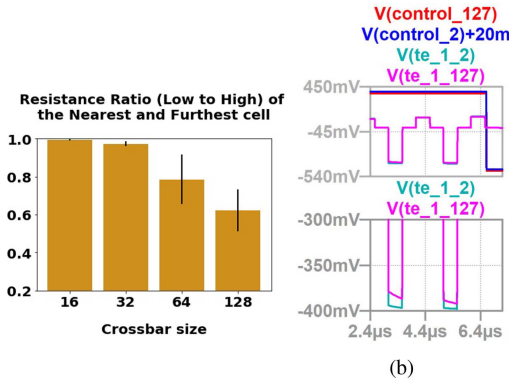 Resistance Ratio (Low to High) of
the Nearest and Furthest cell
1.0
0.8
0.6
0.4
0.2
16 32 64 128
Crossbar size
V(control_127)
V(control_2)+20m
V(te_1_2)
V(te_1_127)
450mV
-45mV
-540mV
V(te_1_2)
V(te_1_127)
-300mV
-350mV
-400mV
2.4µs 4.4µs 6.4µs
(b)